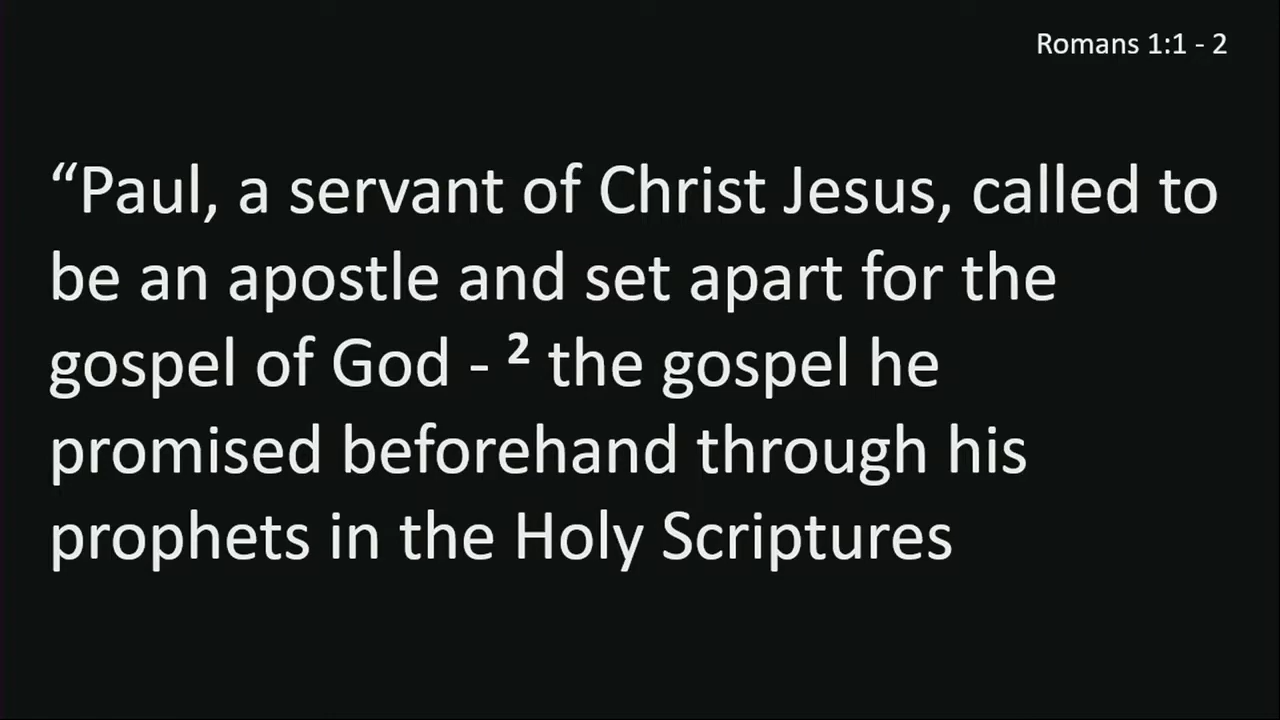 Romans 1:1 - 2
“Paul, a servant of Christ Jesus, called to
be an apostle and set apart for the
gospel of God - ² the gospel he
promised beforehand through his
prophets in the Holy Scriptures